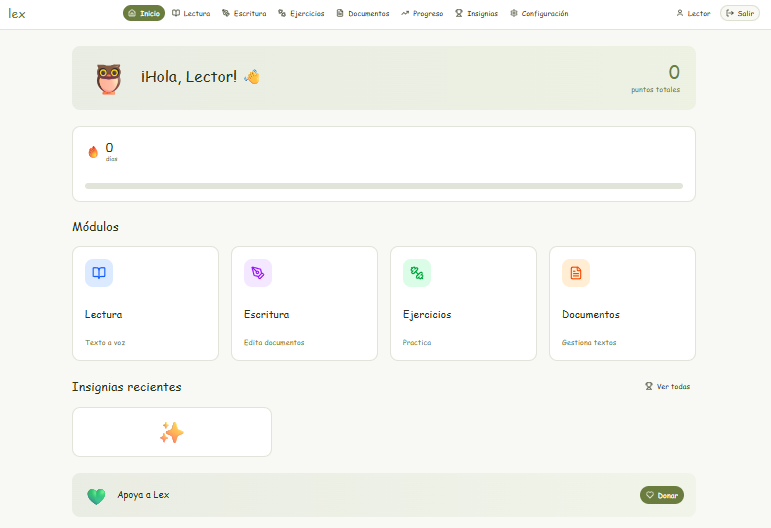 lex
Inicio
Lectura
Escritura
Ejercicios
Documentos
Progreso
Insignias
Configuración
Lector
Salir
¡Hola, Lector!
0
puntos totales
0
días
Módulos
Lectura
Texto a voz
Escritura
Edita documentos
Ejercicios
Practica
Documentos
Gestiona textos
Insignias recientes
Ver todas
Apoya a Lex
Donar